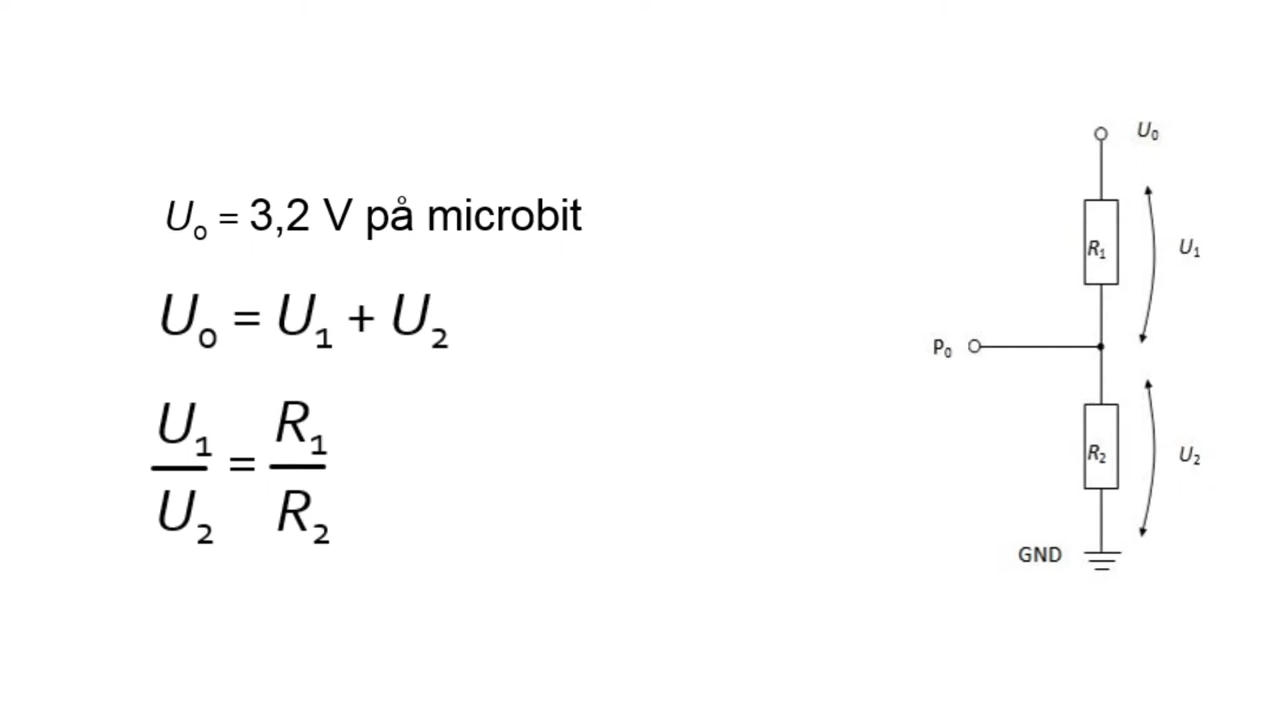 U₀ = 3,2 V på microbit
U₀ = U₁ + U₂
U₁ = R₁
U₂ R₂
U₀
R₁
U₁
P₀
R₂
U₂
GND